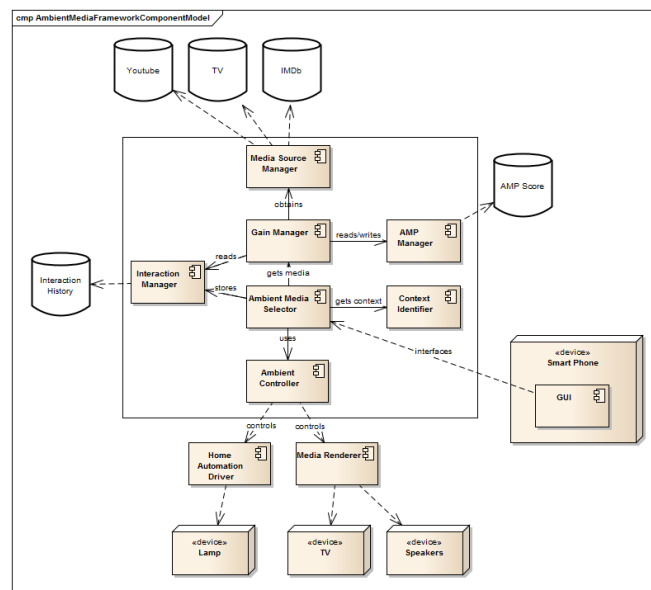 cmp AmbientMediaFrameworkComponentModel
Youtube
TV
IMDb
Media Source
Manager
AMP Score
obtains
Gain Manager
reads/writes
AMP
Manager
reads
Interaction
History
Interaction
Manager
gets media
stores
Ambient Media
Selector
gets context
Context
Identifier
uses
interfaces
«device»
Smart Phone
GUI
Ambient
Controller
controls
controls
Home
Automation
Driver
Media Renderer
«device»
Lamp
«device»
TV
«device»
Speakers